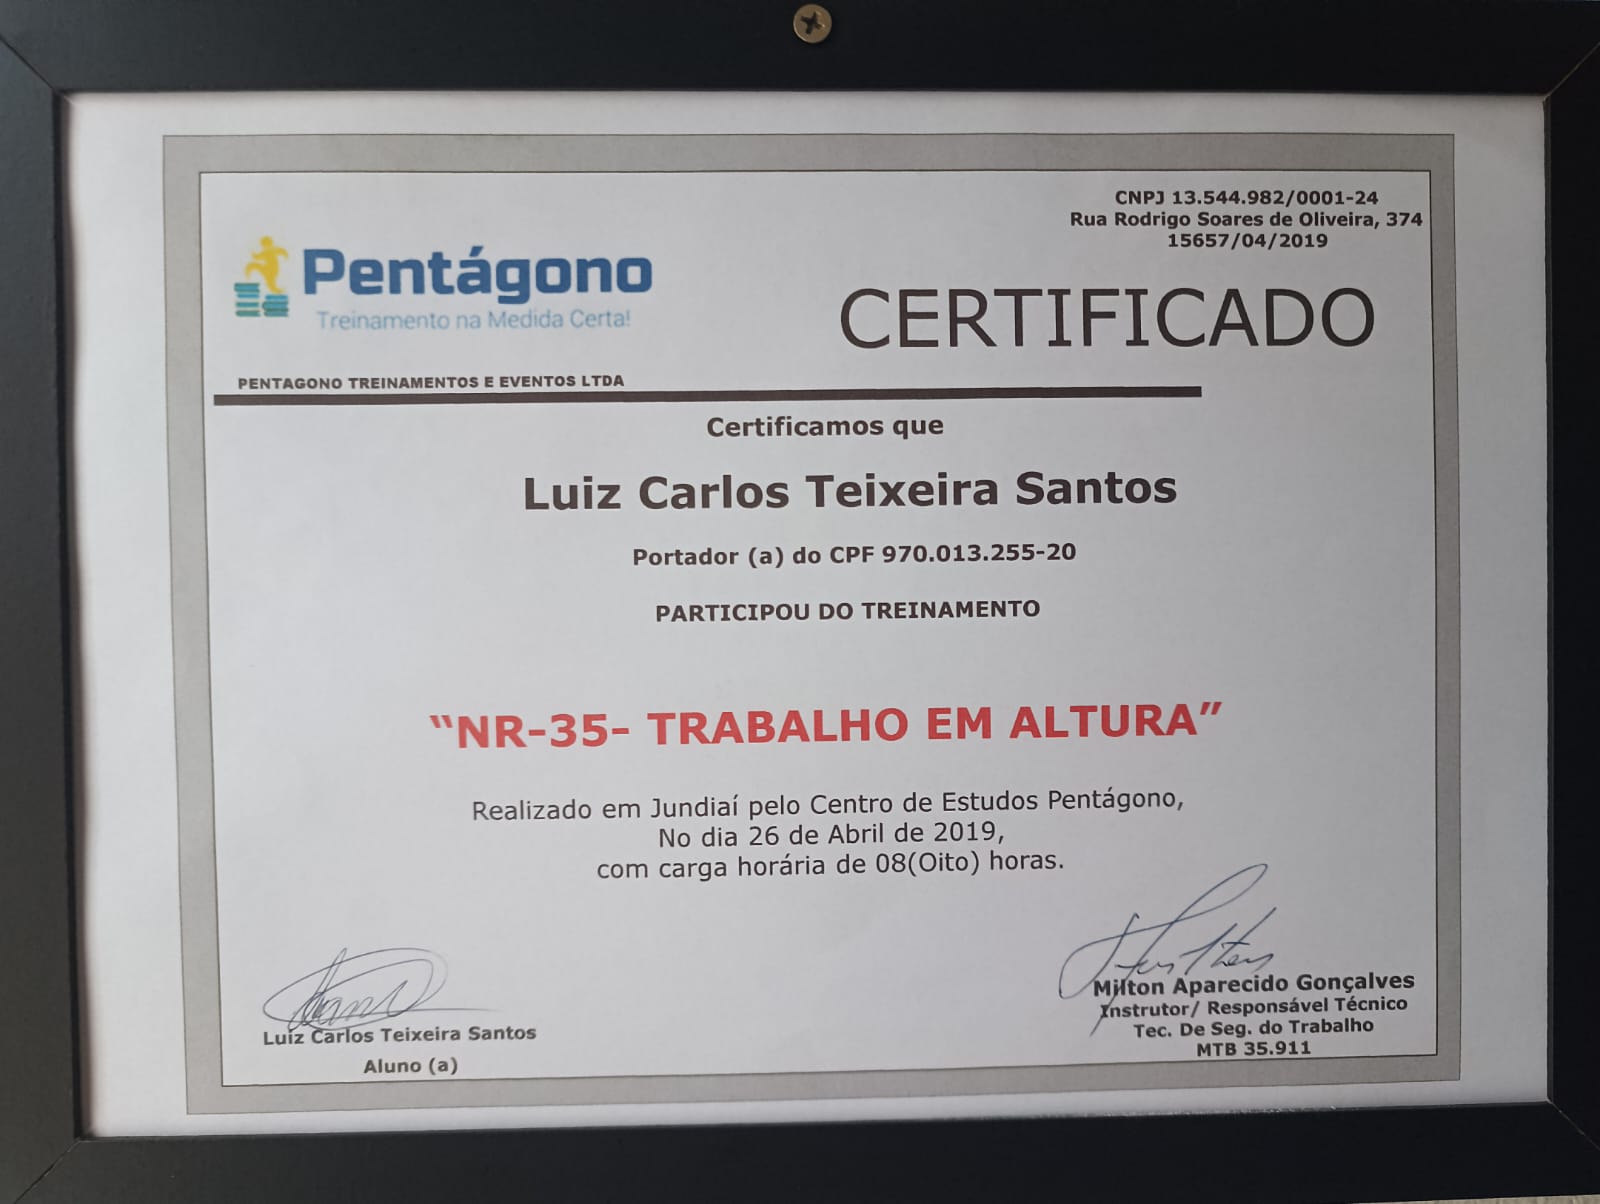 CNPJ 13.544.982/0001-24
Rua Rodrigo Soares de Oliveira, 374
15657/04/2019
Pentágono
Treinamento na Medida Certa!
CERTIFICADO
PENTAGONO TREINAMENTOS E EVENTOS LTDA
Certificamos que
Luiz Carlos Teixeira Santos
Portador (a) do CPF 970.013.255-20
PARTICIPOU DO TREINAMENTO
“NR-35- TRABALHO EM ALTURA”
Realizado em Jundiaí pelo Centro de Estudos Pentágono,
No dia 26 de Abril de 2019,
com carga horária de 08(Oito) horas.
Luiz Carlos Teixeira Santos
Aluno (a)
Milton Aparecido Gonçalves
Instrutor/ Responsável Técnico
Tec. De Seg. do Trabalho
MTB 35.911